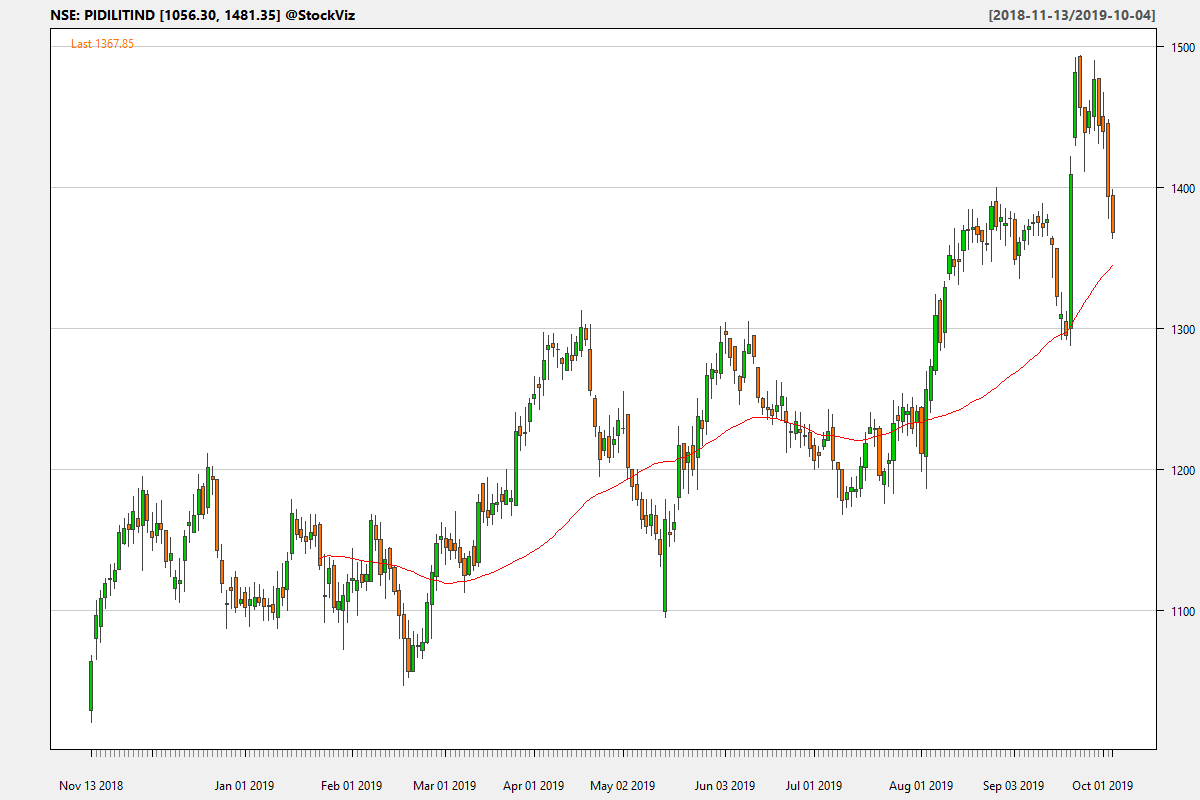 NSE: PIDILITIND [1056.30, 1481.35] @StockViz
[2018-11-13/2019-10-04]
Last 1367.85
1500
1400
1300
1200
1100
Nov 13 2018
Jan 01 2019
Feb 01 2019
Mar 01 2019
Apr 01 2019
May 02 2019
Jun 03 2019
Jul 01 2019
Aug 01 2019
Sep 03 2019
Oct 01 2019